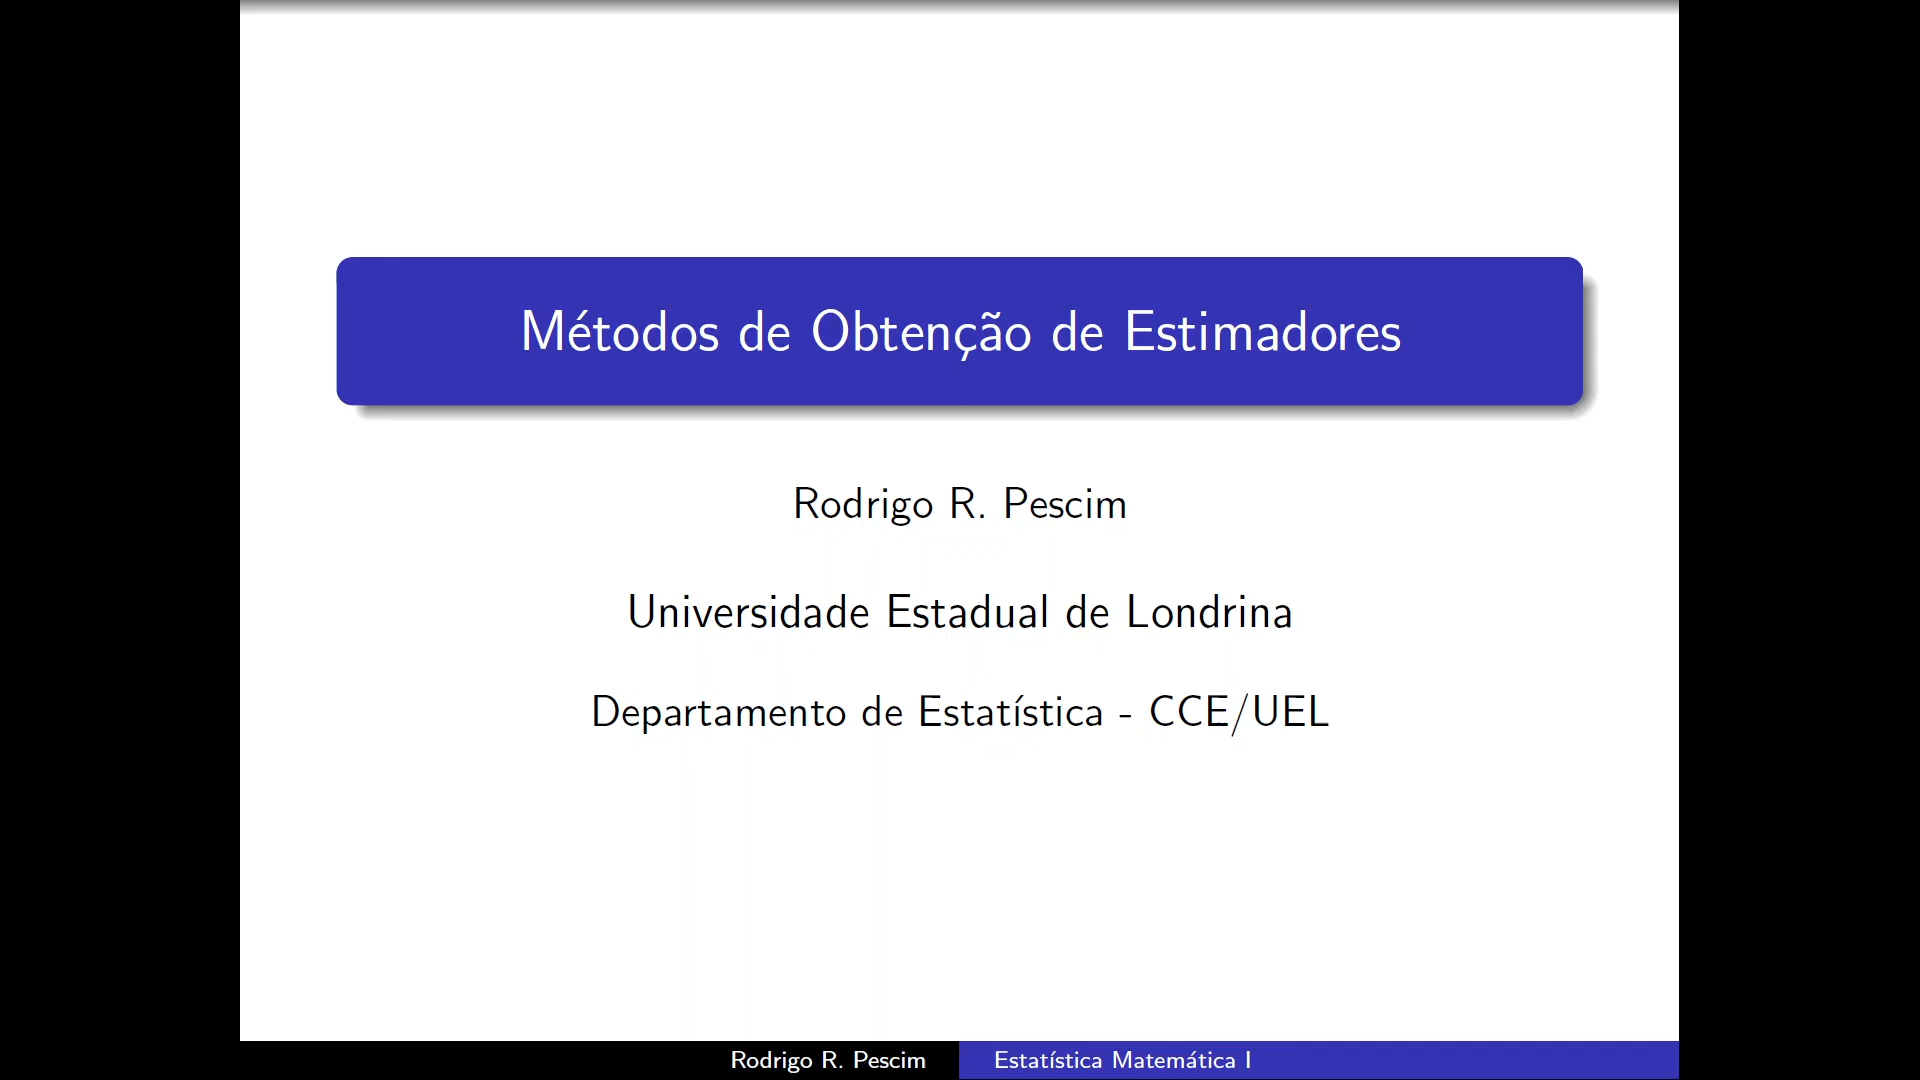 Métodos de Obtenção de Estimadores
Rodrigo R. Pescim
Universidade Estadual de Londrina
Departamento de Estatística - CCE/UEL
Rodrigo R. Pescim
Estatística Matemática I